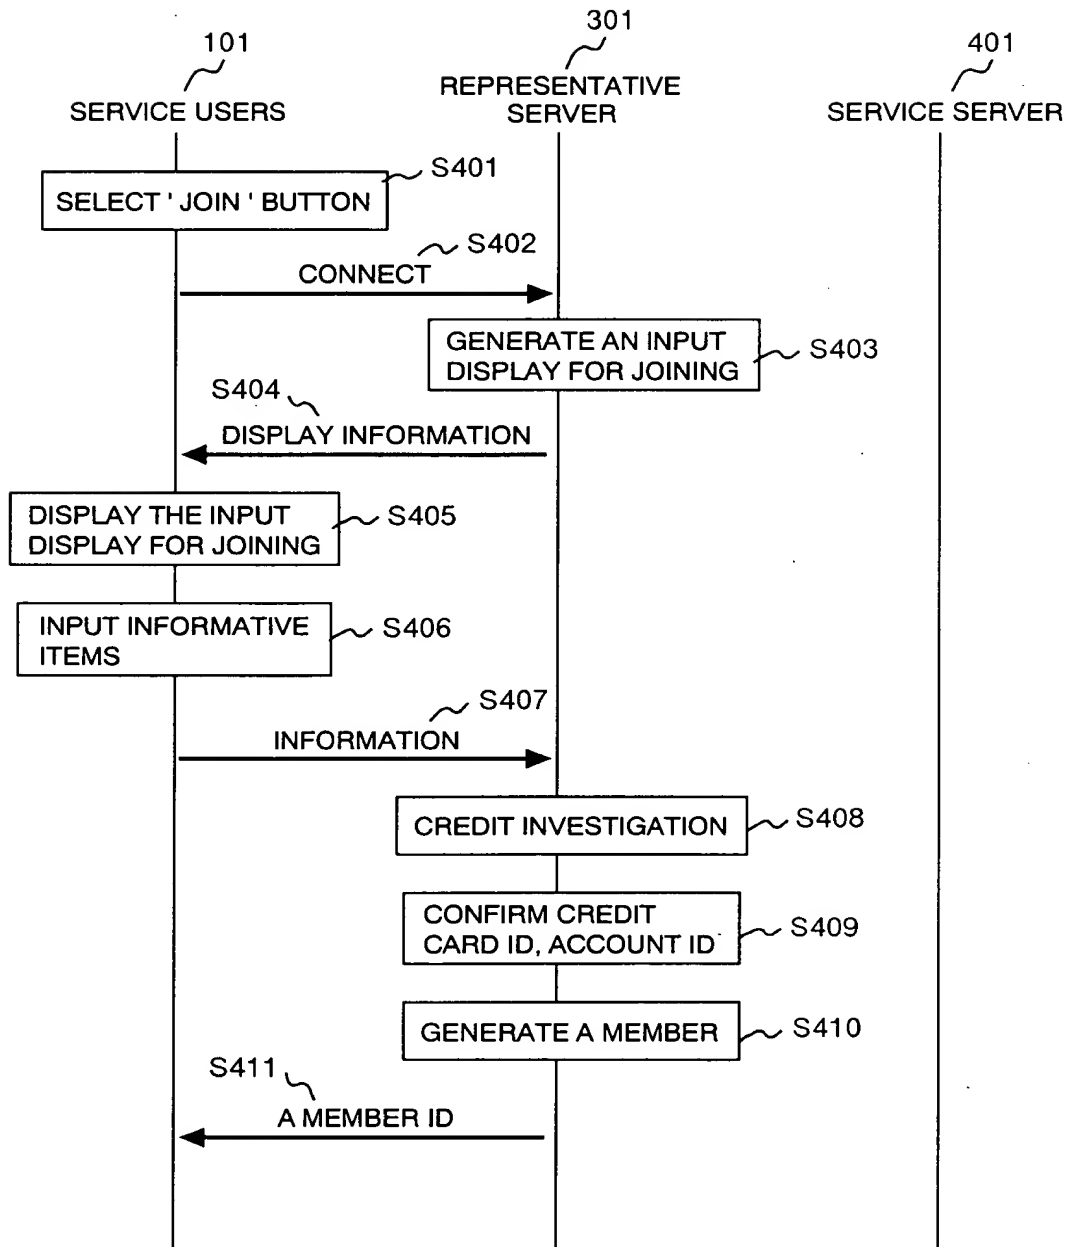 101
301
401
SERVICE USERS
REPRESENTATIVE
SERVER
SERVICE SERVER
S401
SELECT ' JOIN ' BUTTON
S402
CONNECT
GENERATE AN INPUT
DISPLAY FOR JOINING
S403
S404
DISPLAY INFORMATION
DISPLAY THE INPUT
DISPLAY FOR JOINING
S405
INPUT INFORMATIVE
ITEMS
S406
S407
INFORMATION
CREDIT INVESTIGATION
S408
CONFIRM CREDIT
CARD ID, ACCOUNT ID
S409
GENERATE A MEMBER
S410
S411
A MEMBER ID